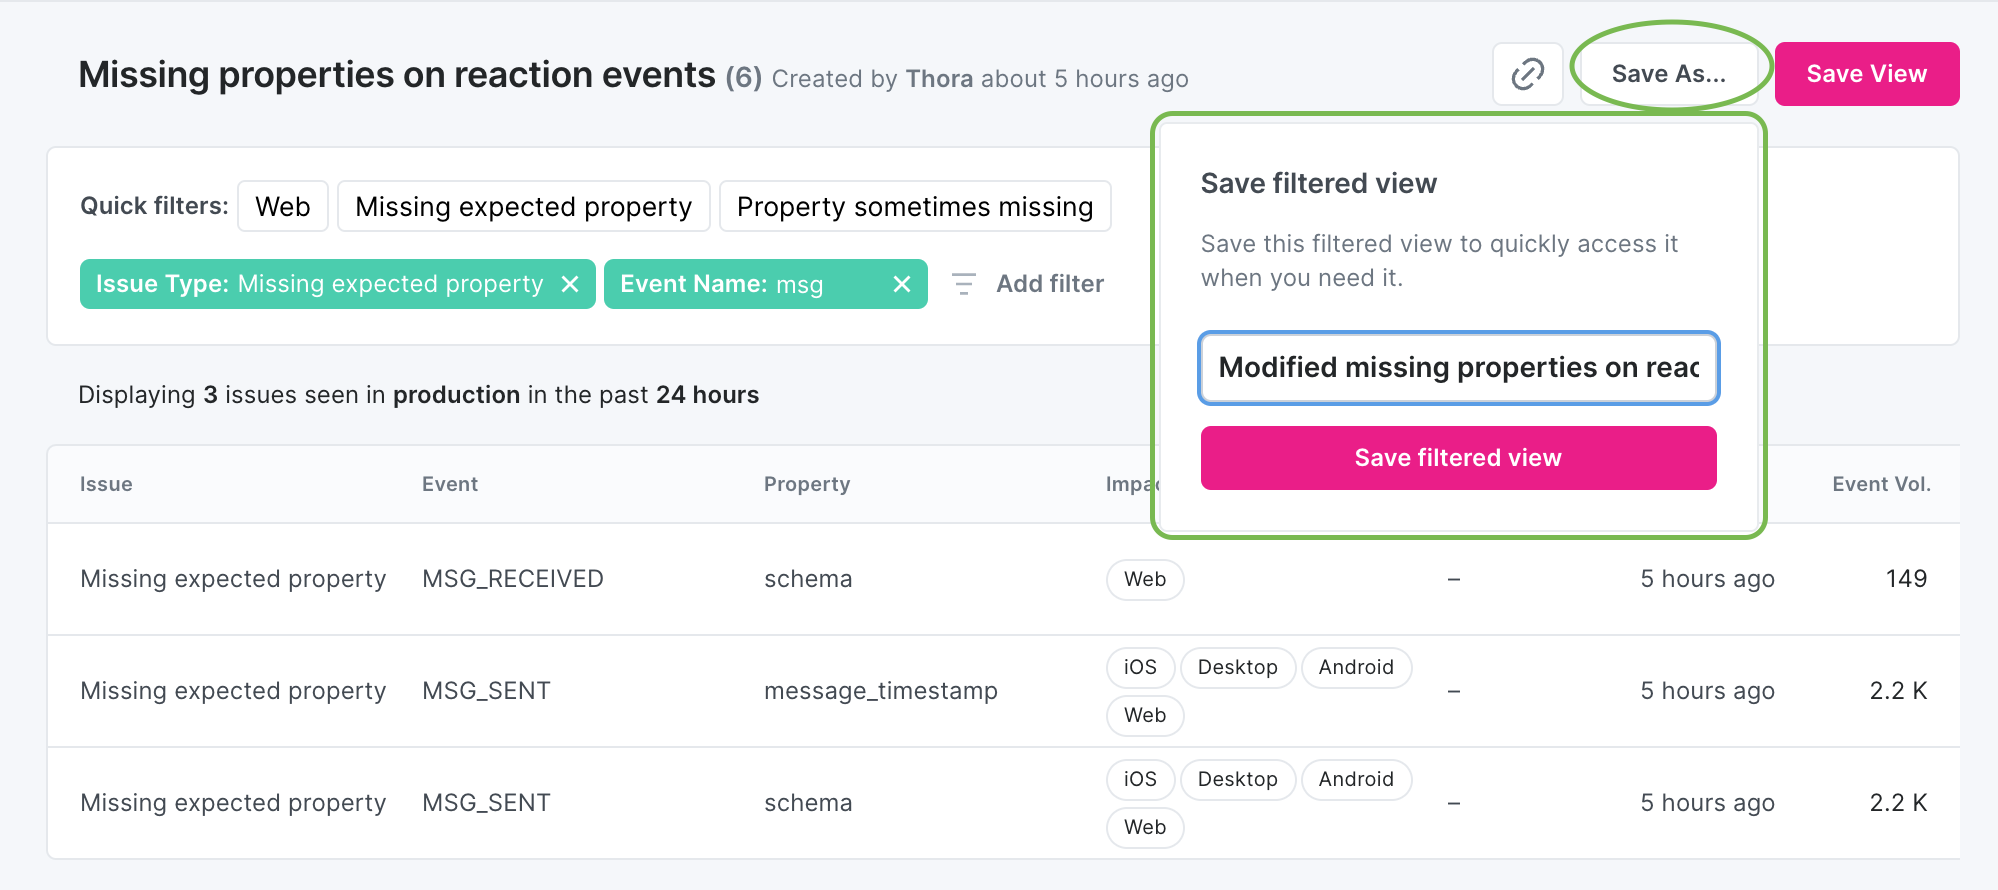 Missing properties on reaction events (6) Created by Thora about 5 hours ago
Save As...
Save View
Quick filters: Web Missing expected property Property sometimes missing
Issue Type: Missing expected property Event Name: msg Add filter
Save filtered view
Save this filtered view to quickly access it
when you need it.
Modified missing properties on reac
Save filtered view
Displaying 3 issues seen in production in the past 24 hours
Issue Event Property Impac Event Vol.
Missing expected property MSG_RECEIVED schema Web – 5 hours ago 149
Missing expected property MSG_SENT message_timestamp iOS Desktop Android – 5 hours ago 2.2 K
Web
Missing expected property MSG_SENT schema iOS Desktop Android – 5 hours ago 2.2 K
Web